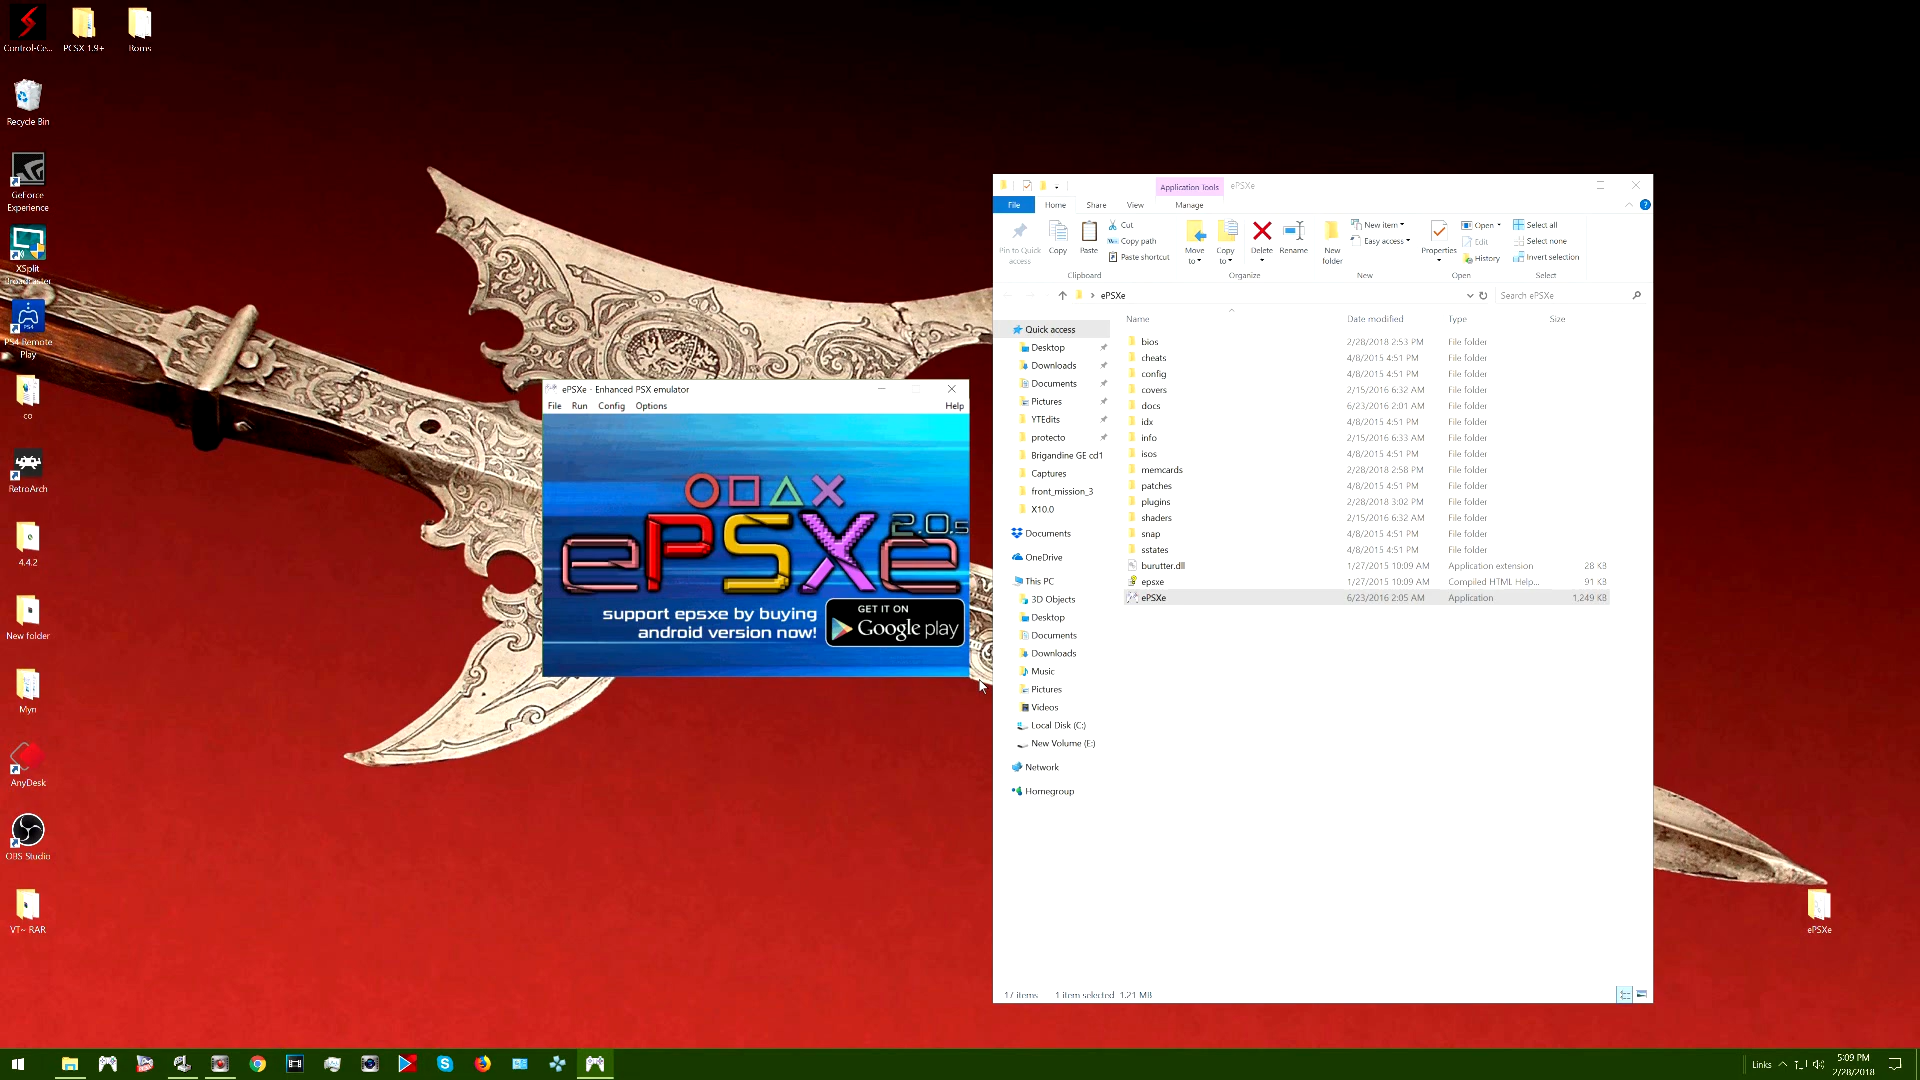 Control-Ce...
PCSX 1.9+
Roms
Recycle Bin
GeForce
Experience
XSplit
Broadcaster
PS4 Remote
Play
co
RetroArch
4.4.2
New folder
Myn
AnyDesk
OBS Studio
VT~ RAR
ePSXe - Enhanced PSX emulator
File Run Config Options Help
ePSXe 2.0.5
support epsxe by buying
android version now!
GET IT ON
Google play
Application Tools
ePSXe
File Home Share View Manage
Pin to Quick
access
Copy
Paste
Cut
Copy path
Paste shortcut
Clipboard
Move
to
Copy
to
Delete
Rename
Organize
New
folder
New item
Easy access
New
Properties
Open
Edit
History
Open
Select all
Select none
Invert selection
Select
ePSXe
Search ePSXe
Quick access
Desktop
Downloads
Documents
Pictures
YTEdits
protecto
Brigandine GE cd1
Captures
front_mission_3
X10.0
Documents
OneDrive
This PC
3D Objects
Desktop
Documents
Downloads
Music
Pictures
Videos
Local Disk (C:)
New Volume (E:)
Network
Homegroup
Name Date modified Type Size
bios 2/28/2018 2:53 PM File folder
cheats 4/8/2015 4:51 PM File folder
config 4/8/2015 4:51 PM File folder
covers 2/15/2016 6:32 AM File folder
docs 6/23/2016 2:01 AM File folder
idx 4/8/2015 4:51 PM File folder
info 2/15/2016 6:33 AM File folder
isos 4/8/2015 4:51 PM File folder
memcards 2/28/2018 2:58 PM File folder
patches 4/8/2015 4:51 PM File folder
plugins 2/28/2018 3:02 PM File folder
shaders 2/15/2016 6:32 AM File folder
snap 4/8/2015 4:51 PM File folder
sstates 4/8/2015 4:51 PM File folder
burutter.dll 1/27/2015 10:09 AM Application extension 28 KB
epsxe 1/27/2015 10:09 AM Compiled HTML Help... 91 KB
ePSXe 6/23/2016 2:05 AM Application 1,249 KB
17 items 1 item selected 1.21 MB
ePSXe
Links
5:09 PM
2/28/2018